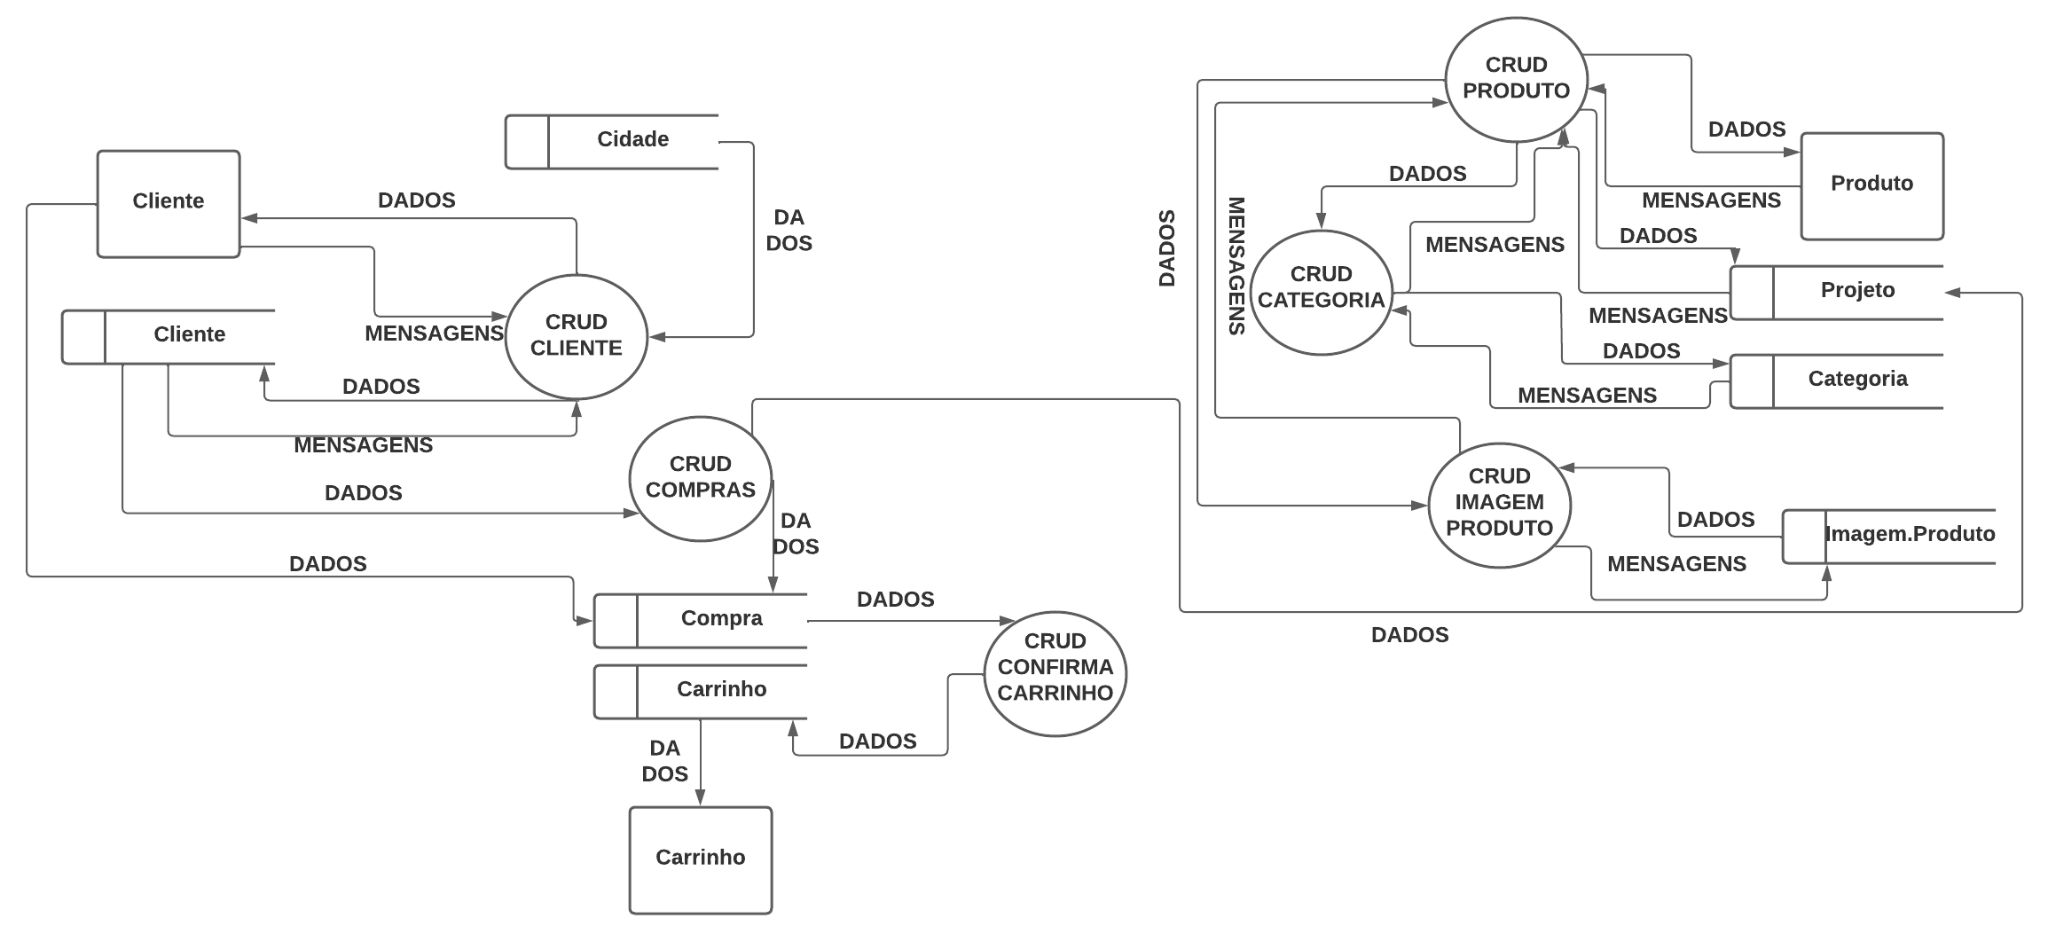 CRUD
PRODUTO
Cidade
DADOS
Cliente
DADOS
DA
DOS
DADOS
MENSAGENS
Produto
MENSAGENS
DADOS
MENSAGENS
DADOS
MENSAGENS
CRUD
CATEGORIA
Projeto
MENSAGENS
CRUD
CLIENTE
Cliente
MENSAGENS
DADOS
DADOS
Categoria
MENSAGENS
MENSAGENS
CRUD
COMPRAS
DADOS
CRUD
IMAGEM
PRODUTO
DA
DOS
DADOS
Imagem.Produto
MENSAGENS
DADOS
Compra
DADOS
DADOS
CRUD
CONFIRMA
CARRINHO
Carrinho
DADOS
DA
DOS
Carrinho